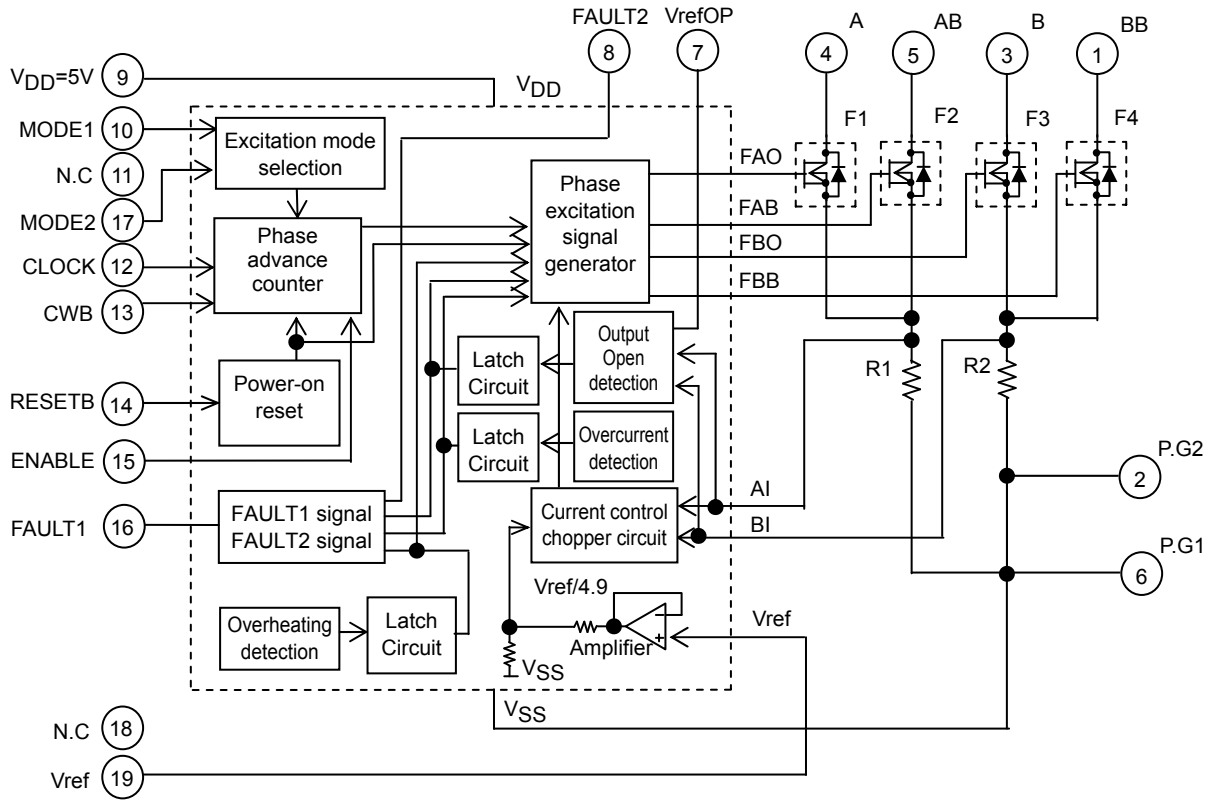 FAULT2
VrefOP
A
AB
B
BB
8
7
4
5
3
1
VDD=5V
9
VDD
MODE1
10
N.C
11
MODE2
17
CLOCK
12
CWB
13
RESETB
14
ENABLE
15
FAULT1
16
Excitation mode
selection
Phase
advance
counter
Power-on
reset
FAULT1 signal
FAULT2 signal
Overheating
detection
Latch
Circuit
Phase
excitation
signal
generator
Latch
Circuit
Output
Open
detection
Latch
Circuit
Overcurrent
detection
Current control
chopper circuit
Vref/4.9
Amplifier
VSS
F1
F2
F3
F4
FAO
FAB
FBO
FBB
R1
R2
AI
BI
Vref
P.G2
2
P.G1
6
VSS
N.C
18
Vref
19